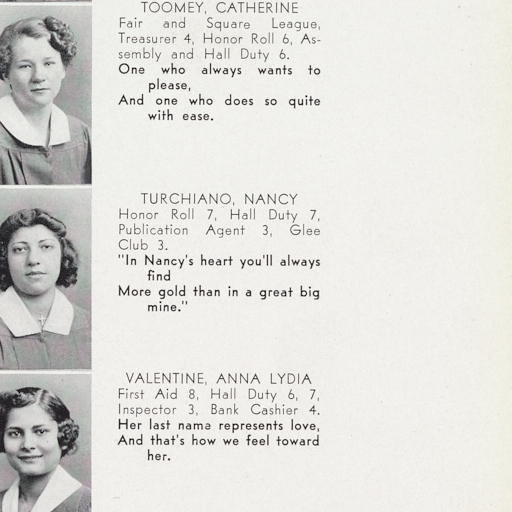 TOOMEY, CATHERINE
Fair and Square League,
Treasurer 4, Honor Roll 6, As-
sembly and Hall Duty 6.
One who always wants to
please,
And one who does so quite
with ease.
TURCHIANO, NANCY
Honor Roll 7, Hall Duty 7,
Publication Agent 3, Glee
Club 3.
"In Nancy's heart you'll always
find
More gold than in a great big
mine."
VALENTINE, ANNA LYDIA
First Aid 8, Hall Duty 6, 7,
Inspector 3, Bank Cashier 4.
Her last name represents love,
And that's how we feel toward
her.